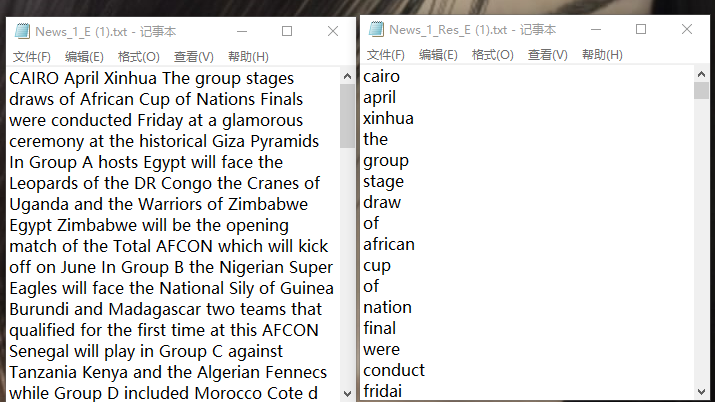 News_1_E (1).txt - 记事本
文件(F) 编辑(E) 格式(O) 查看(V) 帮助(H)
CAIRO April Xinhua The group stages
draws of African Cup of Nations Finals
were conducted Friday at a glamorous
ceremony at the historical Giza Pyramids
In Group A hosts Egypt will face the
Leopards of the DR Congo the Cranes of
Uganda and the Warriors of Zimbabwe
Egypt Zimbabwe will be the opening
match of the Total AFCON which will kick
off on June In Group B the Nigerian Super
Eagles will face the National Sily of Guinea
Burundi and Madagascar two teams that
qualified for the first time at this AFCON
Senegal will play in Group C against
Tanzania Kenya and the Algerian Fennecs
while Group D included Morocco Cote d
News_1_Res_E (1).txt - 记事本
文件(F) 编辑(E) 格式(O) 查看(V) 帮助(H)
cairo
april
xinhua
the
group
stage
draw
of
african
cup
of
nation
final
were
conduct
fridai